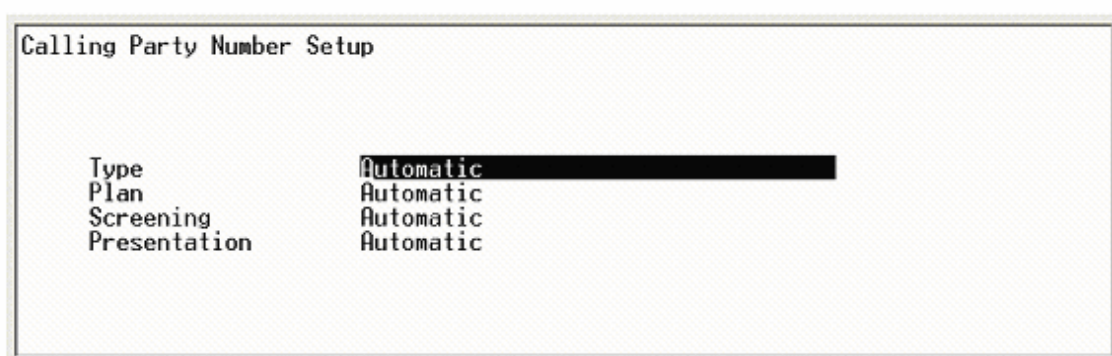 Calling Party Number Setup
Type Automatic
Plan Automatic
Screening Automatic
Presentation Automatic